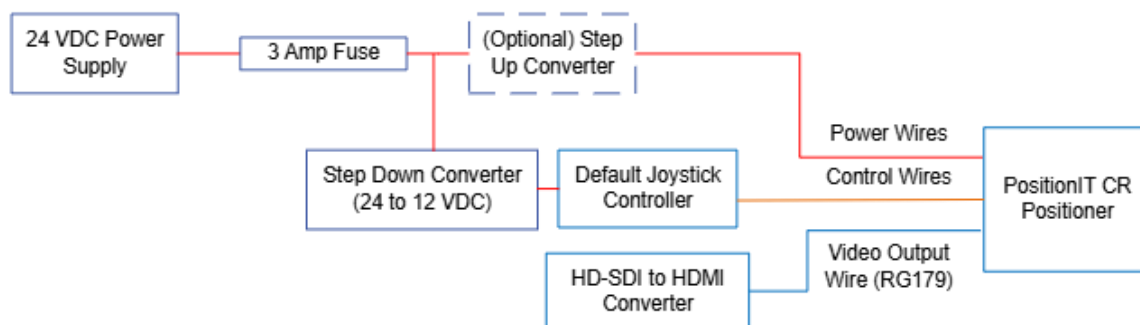 24 VDC Power
Supply
3 Amp Fuse
(Optional) Step
Up Converter
Power Wires
Step Down Converter
(24 to 12 VDC)
Default Joystick
Controller
Control Wires
PositionIT CR
Positioner
HD-SDI to HDMI
Converter
Video Output
Wire (RG179)